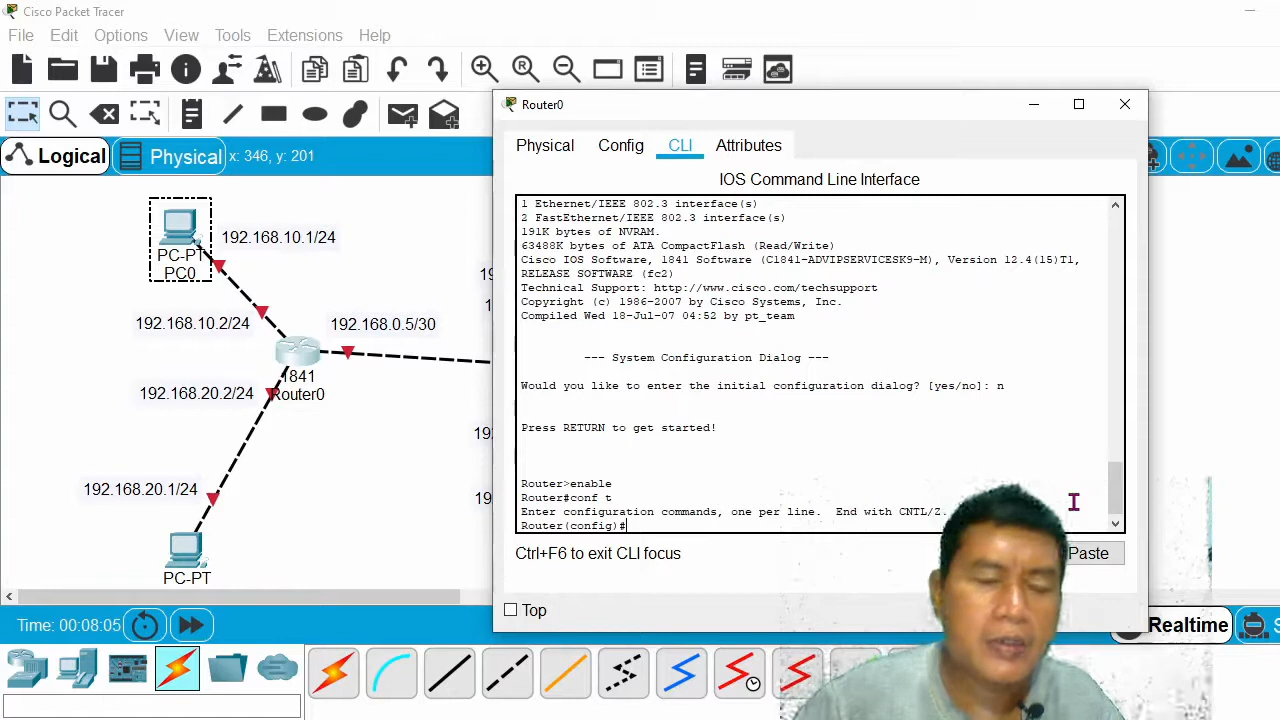 Cisco Packet Tracer
File Edit Options View Tools Extensions Help
Logical
Physical
x: 346, y: 201
Router0
Physical Config CLI Attributes
IOS Command Line Interface
1 Ethernet/IEEE 802.3 interface(s)
2 FastEthernet/IEEE 802.3 interface(s)
191K bytes of NVRAM.
63488K bytes of ATA CompactFlash (Read/Write)
Cisco IOS Software, 1841 Software (C1841-ADVIPSERVICESK9-M), Version 12.4(15)T1,
RELEASE SOFTWARE (fc2)
Technical Support: http://www.cisco.com/techsupport
Copyright (c) 1986-2007 by Cisco Systems, Inc.
Compiled Wed 18-Jul-07 04:52 by pt_team
--- System Configuration Dialog ---
Would you like to enter the initial configuration dialog? [yes/no]: n
Press RETURN to get started!
Router>enable
Router#conf t
Enter configuration commands, one per line. End with CNTL/Z.
Router(config)#
Ctrl+F6 to exit CLI focus
Paste
Top
192.168.10.1/24
PC-PT
PC0
192.168.10.2/24
192.168.0.5/30
1841
Router0
192.168.20.2/24
192.168.20.1/24
PC-PT
Time: 00:08:05
Realtime